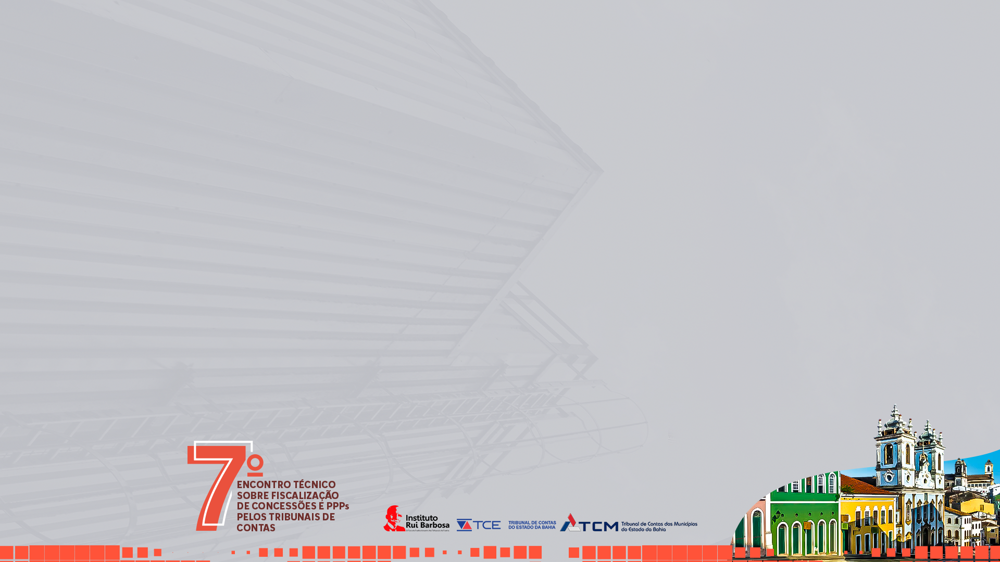 7º
ENCONTRO TÉCNICO
SOBRE FISCALIZAÇÃO
DE CONCESSÕES E PPPs
PELOS TRIBUNAIS DE
CONTAS
Instituto
Rui Barbosa
TCE
TRIBUNAL DE CONTAS
DO ESTADO DA BAHIA
TCM
Tribunal de Contas dos Municípios
do Estado da Bahia